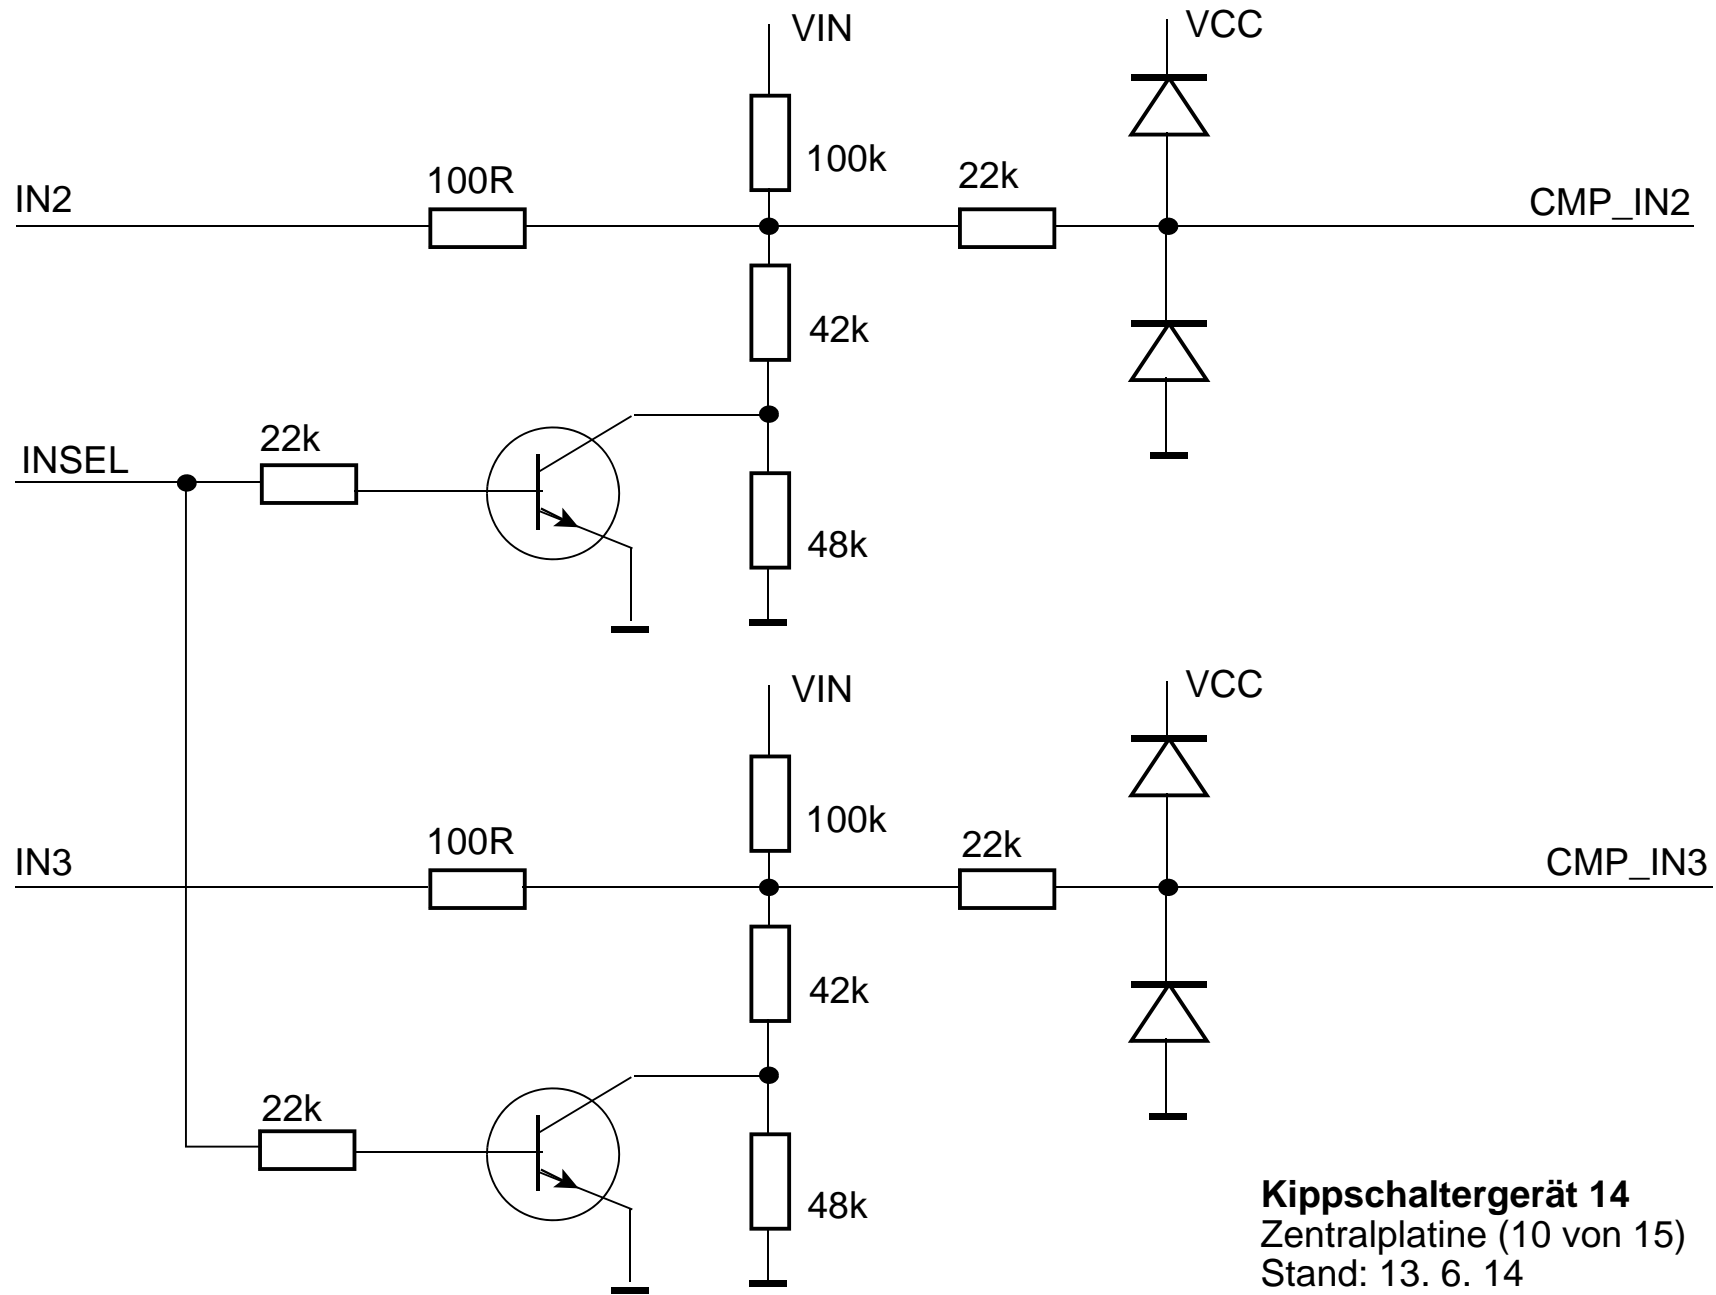 VIN
VCC
100k
22k
100R
IN2
CMP_IN2
42k
22k
INSEL
48k
VIN
VCC
100k
100R
22k
IN3
CMP_IN3
42k
22k
48k
Kippschaltergerät 14
Zentralplatine (10 von 15)
Stand: 13. 6. 14